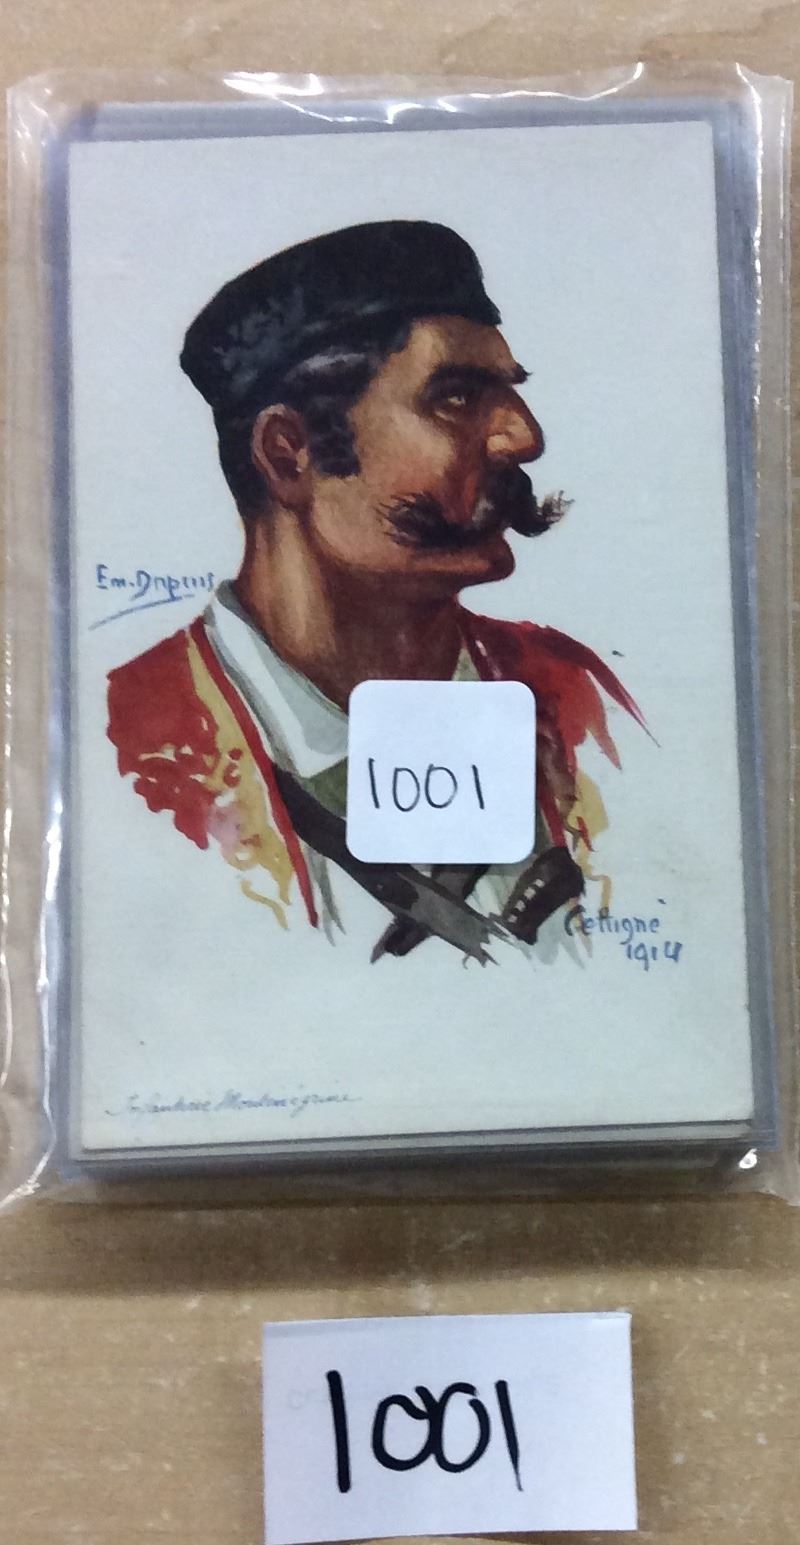 Em. Dupuis
1001
Cettigné
1914
Infanterie Monténégrine
1001